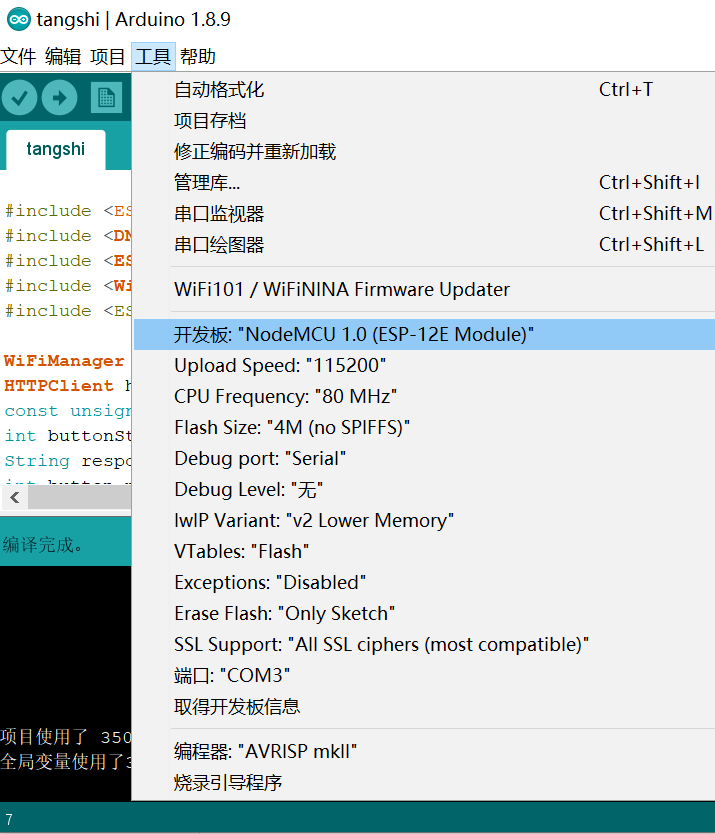 tangshi | Arduino 1.8.9
文件 编辑 项目 工具 帮助
自动格式化 Ctrl+T
项目存档
修正编码并重新加载
管理库... Ctrl+Shift+I
串口监视器 Ctrl+Shift+M
串口绘图器 Ctrl+Shift+L
WiFi101 / WiFiNINA Firmware Updater
开发板: "NodeMCU 1.0 (ESP-12E Module)"
Upload Speed: "115200"
CPU Frequency: "80 MHz"
Flash Size: "4M (no SPIFFS)"
Debug port: "Serial"
Debug Level: "无"
lwIP Variant: "v2 Lower Memory"
VTables: "Flash"
Exceptions: "Disabled"
Erase Flash: "Only Sketch"
SSL Support: "All SSL ciphers (most compatible)"
端口: "COM3"
取得开发板信息
编程器: "AVRISP mkII"
烧录引导程序
tangshi
#include <ES
#include <DN
#include <ES
#include <Wi
#include <ES
WiFiManager
HTTPClient h
const unsign
int buttonSt
String respo
编译完成。
项目使用了 350
全局变量使用了3
7